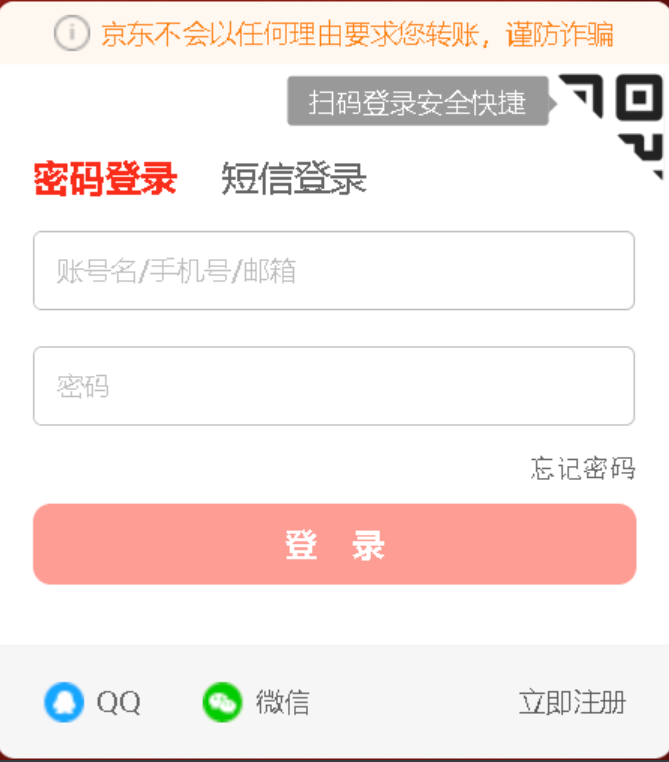 京东不会以任何理由要求您转账，谨防诈骗
扫码登录安全快捷
密码登录 短信登录
账号名/手机号/邮箱
密码
忘记密码
登 录
QQ 微信 立即注册